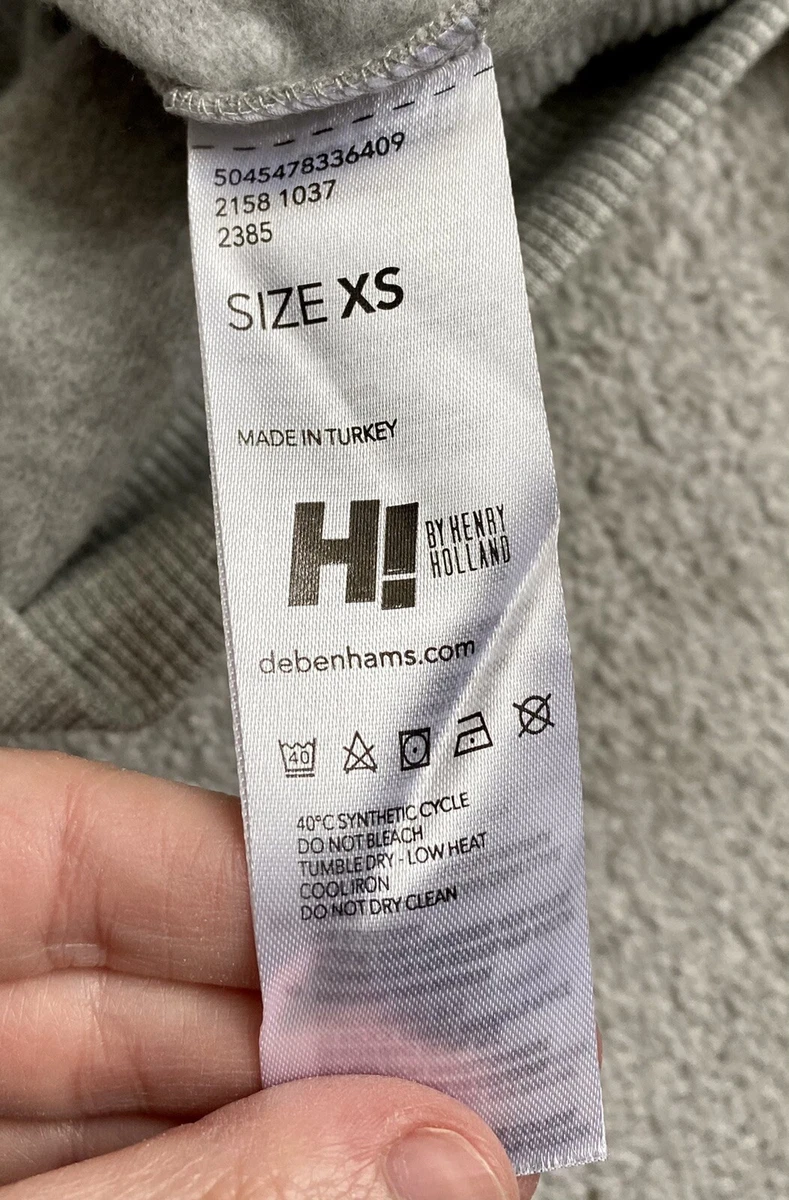 5045478336409
2158 1037
2385
SIZE XS
MADE IN TURKEY
H! BY HENRY
HOLLAND
debenhams.com
40
40°C SYNTHETIC CYCLE
DO NOT BLEACH
TUMBLE DRY - LOW HEAT
COOL IRON
DO NOT DRY CLEAN